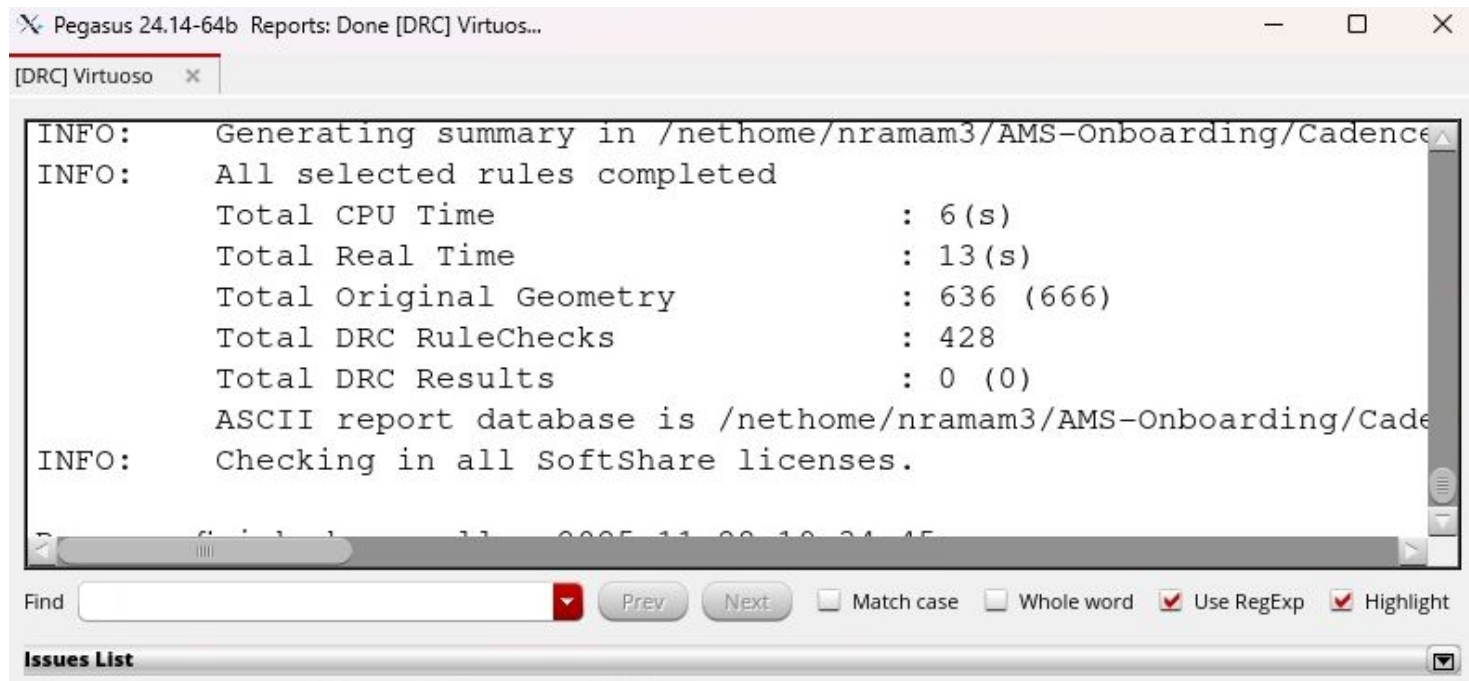 Pegasus 24.14-64b Reports: Done [DRC] Virtuos...
[DRC] Virtuoso
INFO: Generating summary in /nethome/nramam3/AMS-Onboarding/Cadence
INFO: All selected rules completed
Total CPU Time : 6(s)
Total Real Time : 13(s)
Total Original Geometry : 636 (666)
Total DRC RuleChecks : 428
Total DRC Results : 0 (0)
ASCII report database is /nethome/nramam3/AMS-Onboarding/Cade
INFO: Checking in all SoftShare licenses.
Find Prev Next Match case Whole word Use RegExp Highlight
Issues List